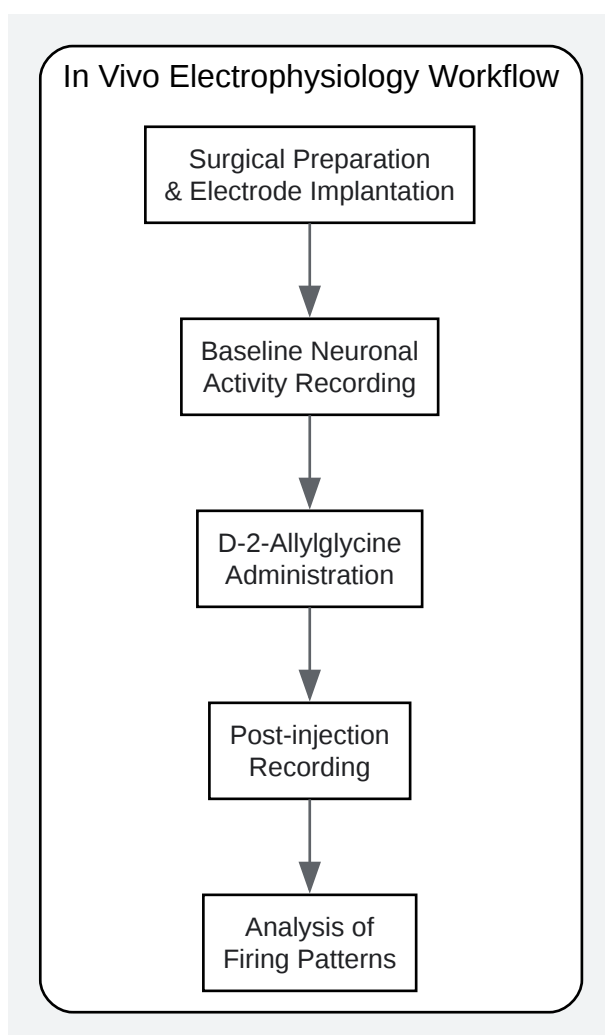 In Vivo Electrophysiology Workflow
Surgical Preparation
& Electrode Implantation
Baseline Neuronal
Activity Recording
D-2-Allylglycine
Administration
Post-injection
Recording
Analysis of
Firing Patterns